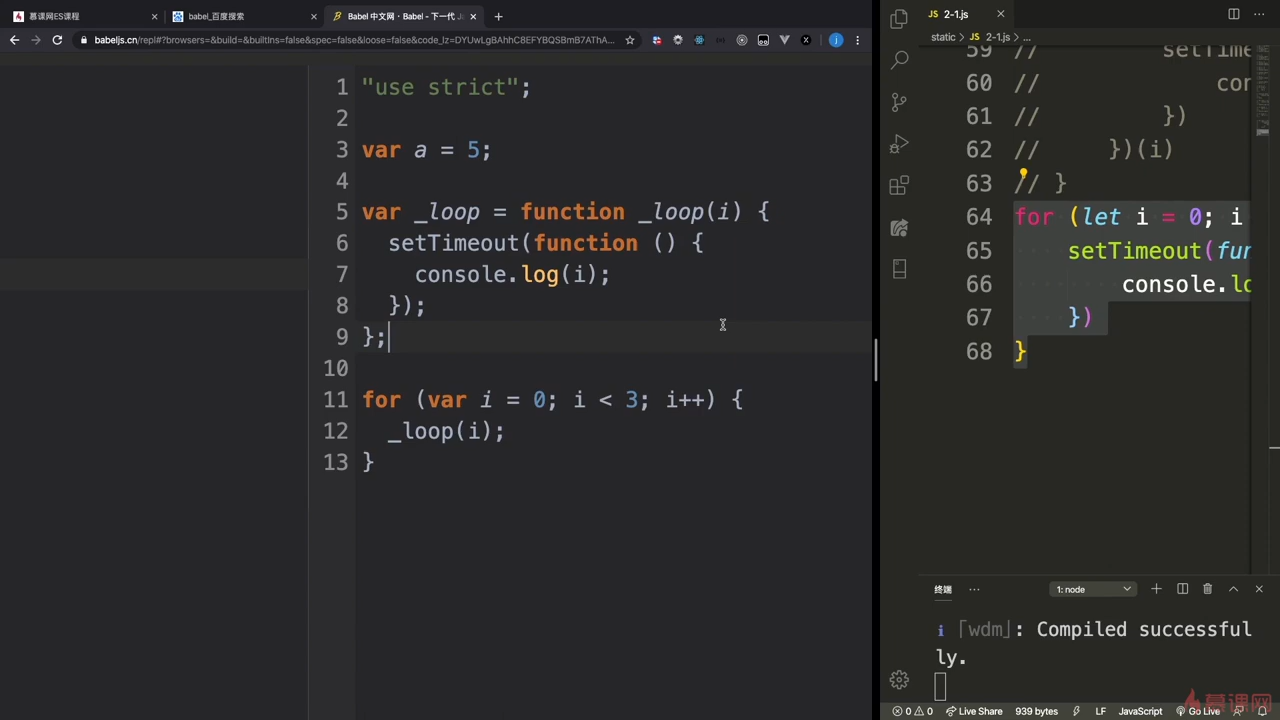 慕课网ES课程
babel_百度搜索
Babel 中文网 · Babel - 下一代 Ja
babeljs.cn/repl#?browsers=&build=&builtIns=false&spec=false&loose=false&code_lz=DYUwLgBAhhC8EFYBQSBmB7ATHA...
1 "use strict";
2
3 var a = 5;
4
5 var _loop = function _loop(i) {
6 setTimeout(function () {
7 console.log(i);
8 });
9 };
10
11 for (var i = 0; i < 3; i++) {
12 _loop(i);
13 }
JS 2-1.js
static > JS 2-1.js > ...
59 // setTime
60 // cor
61 // })
62 // })(i)
63 // }
64 for (let i = 0; i
65 setTimeout(fun
66 console.lo
67 })
68 }
终端 ··· 1: node
i ｢wdm｣: Compiled successful
ly.
0 0 Live Share 939 bytes LF JavaScript Go Live
慕课网